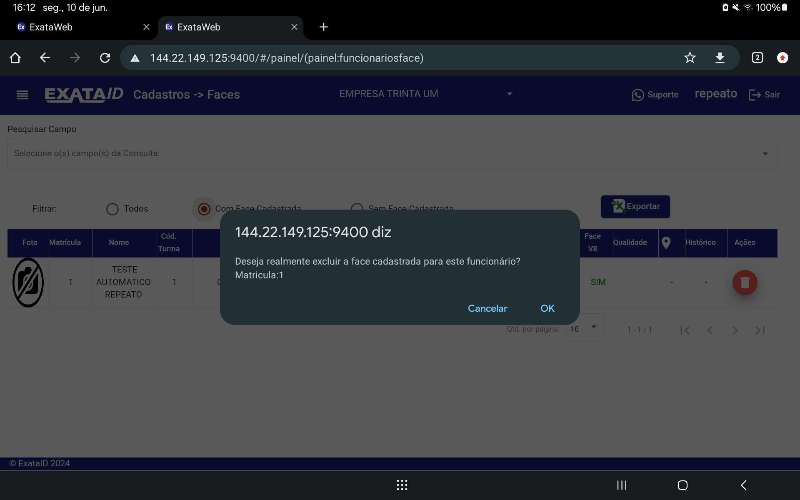 16:12 seg., 10 de jun.
100%
Ex ExataWeb
Ex ExataWeb
144.22.149.125:9400/#/painel/(painel:funcionariosface)
2
EXATAID
Cadastros -> Faces
EMPRESA TRINTA UM
Suporte
repeato
Sair
Pesquisar Campo
Selecione o(s) campo(s) da Consulta
Filtrar:
Todos
Com Face Cadastrada
Sem Face Cadastrada
Exportar
Foto
Matrícula
Nome
Cód. Turma
Face V8
Qualidade
Histórico
Ações
1
TESTE AUTOMATICO REPEATO
1
SIM
-
-
144.22.149.125:9400 diz
Deseja realmente excluir a face cadastrada para este funcionário?
Matricula:1
Cancelar
OK
Qtd. por página:
10
1 - 1 / 1
© ExataID 2024